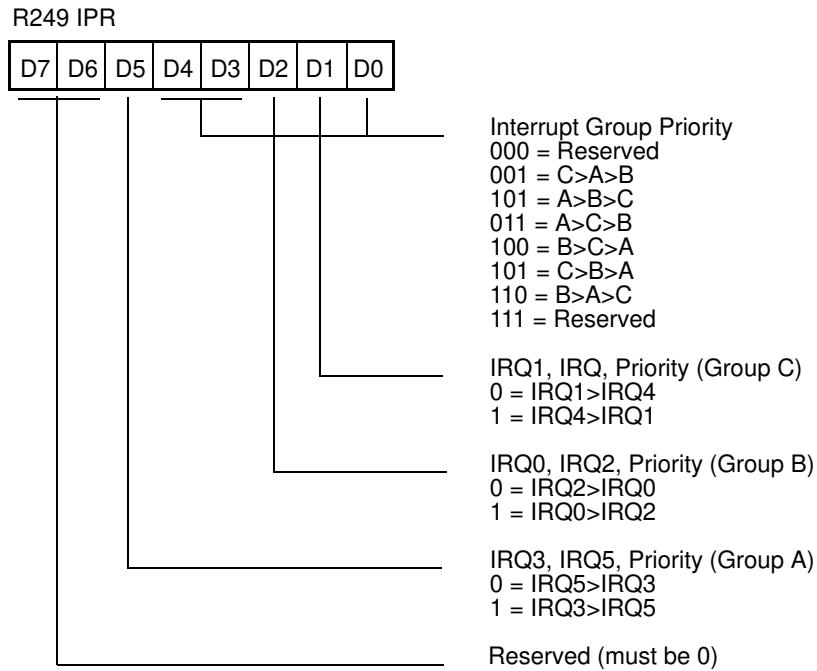 R249 IPR
D7 D6 D5 D4 D3 D2 D1 D0
Interrupt Group Priority
000 = Reserved
001 = C>A>B
101 = A>B>C
011 = A>C>B
100 = B>C>A
101 = C>B>A
110 = B>A>C
111 = Reserved
IRQ1, IRQ, Priority (Group C)
0 = IRQ1>IRQ4
1 = IRQ4>IRQ1
IRQ0, IRQ2, Priority (Group B)
0 = IRQ2>IRQ0
1 = IRQ0>IRQ2
IRQ3, IRQ5, Priority (Group A)
0 = IRQ5>IRQ3
1 = IRQ3>IRQ5
Reserved (must be 0)